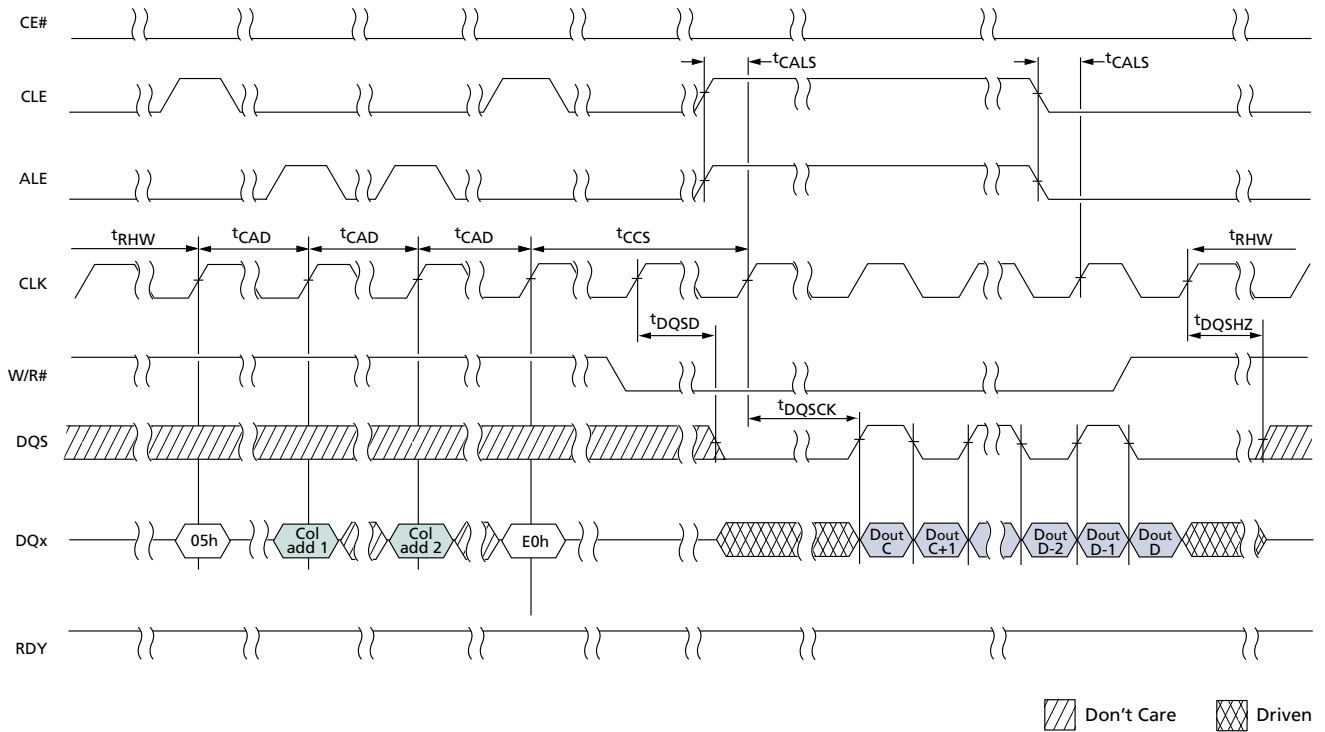 CE#
tCALS
tCALS
CLE
ALE
tRHW
tCAD
tCAD
tCAD
tCCS
tRHW
CLK
tDQSD
tDQSHZ
W/R#
tDQSCK
DQS
DQx
05h
Col
add 1
Col
add 2
E0h
Dout
C
Dout
C+1
Dout
D-2
Dout
D-1
Dout
D
RDY
Don't Care
Driven